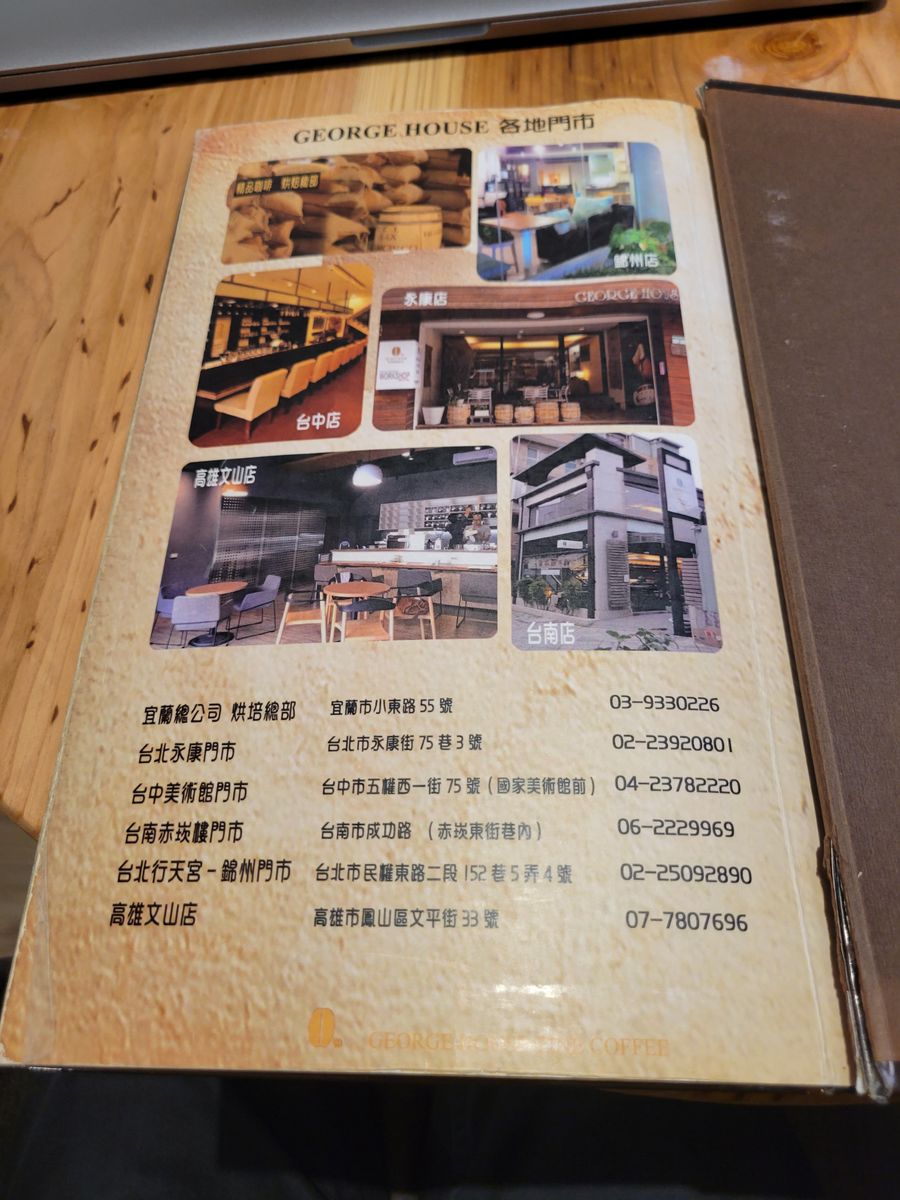 GEORGE HOUSE 各地門市
精品咖啡 烘焙總部
錦州店
永康店
GEORGE HOUS
WORKSHOP
台中店
高雄文山店
台南店
宜蘭總公司 烘培總部 宜蘭市小東路 55 號 03-9330226
台北永康門市 台北市永康街 75 巷 3 號 02-23920801
台中美術館門市 台中市五權西一街 75 號 (國家美術館前) 04-23782220
台南赤崁樓門市 台南市成功路 (赤崁東街巷內) 06-2229969
台北行天宮-錦州門市 台北市民權東路二段 152 巷 5 弄 4 號 02-25092890
高雄文山店 高雄市鳳山區文平街 33 號 07-7807696
GEORGE COFFEE